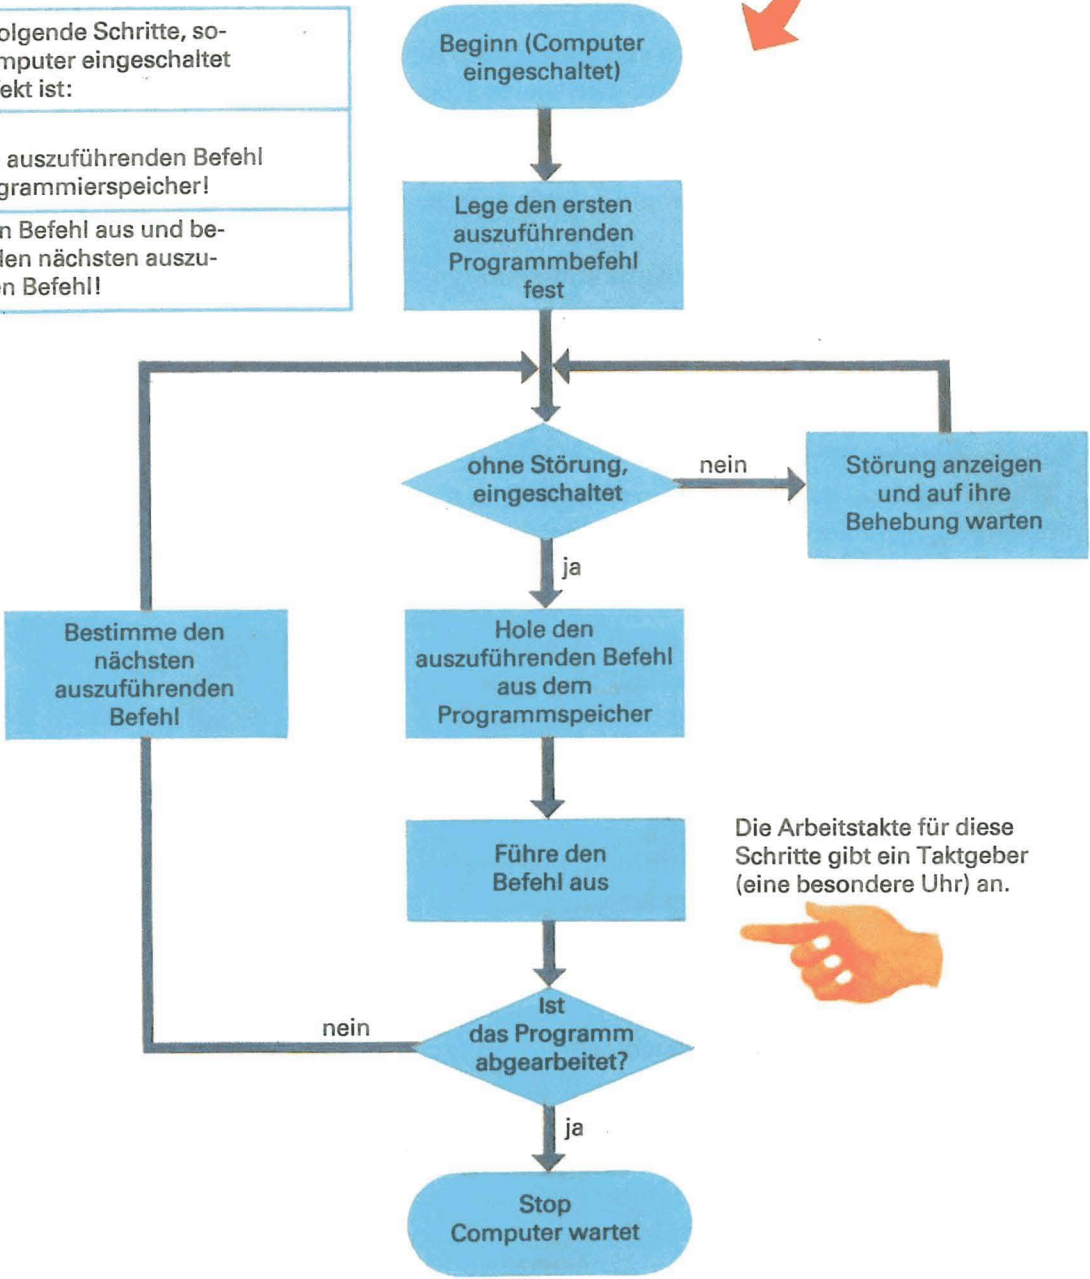 olgende Schritte, so-
mputer eingeschaltet
ekt ist:
auszuführenden Befehl
grammierspeicher!
n Befehl aus und be-
den nächsten auszu-
en Befehl!
Beginn (Computer
eingeschaltet)
Lege den ersten
auszuführenden
Programmbefehl
fest
ohne Störung,
eingeschaltet
nein
Störung anzeigen
und auf ihre
Behebung warten
ja
Bestimme den
nächsten
auszuführenden
Befehl
Hole den
auszuführenden Befehl
aus dem
Programmspeicher
Führe den
Befehl aus
Die Arbeitstakte für diese
Schritte gibt ein Taktgeber
(eine besondere Uhr) an.
Ist
das Programm
abgearbeitet?
nein
ja
Stop
Computer wartet